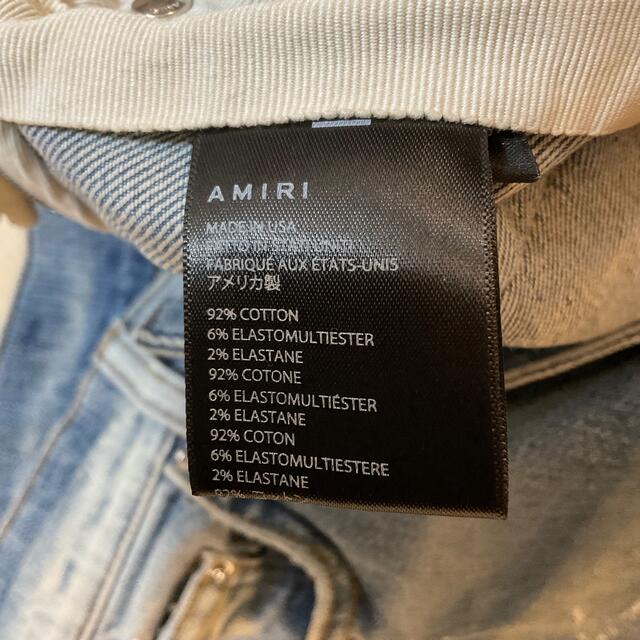 AMIRI
MADE IN USA
FABRIQUÉ AUX ÉTATS-UNIS
アメリカ製
92% COTTON
6% ELASTOMULTIESTER
2% ELASTANE
92% COTONE
6% ELASTOMULTIÉSTER
2% ELASTANE
92% COTON
6% ELASTOMULTIESTERE
2% ELASTANE